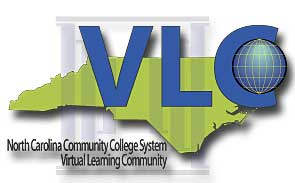 VLC
North Carolina Community College System
Virtual Learning Community